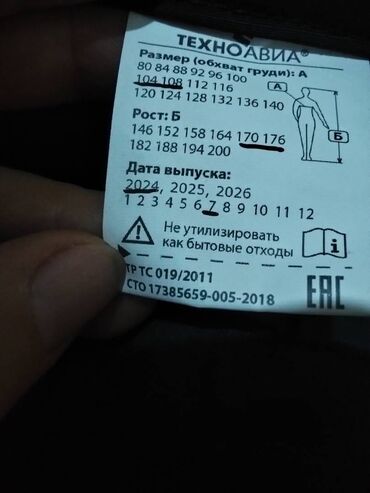 ТЕХНОАВИА®
Размер (обхват груди): А
80 84 88 92 96 100
104 108 112 116
120 124 128 132 136 140
А
Рост: Б
146 152 158 164 170 176
182 188 194 200
Б
Дата выпуска:
2024, 2025, 2026
1 2 3 4 5 6 7 8 9 10 11 12
Не утилизировать
как бытовые отходы
ТР ТС 019/2011
СТО 17385659-005-2018
ЕАС